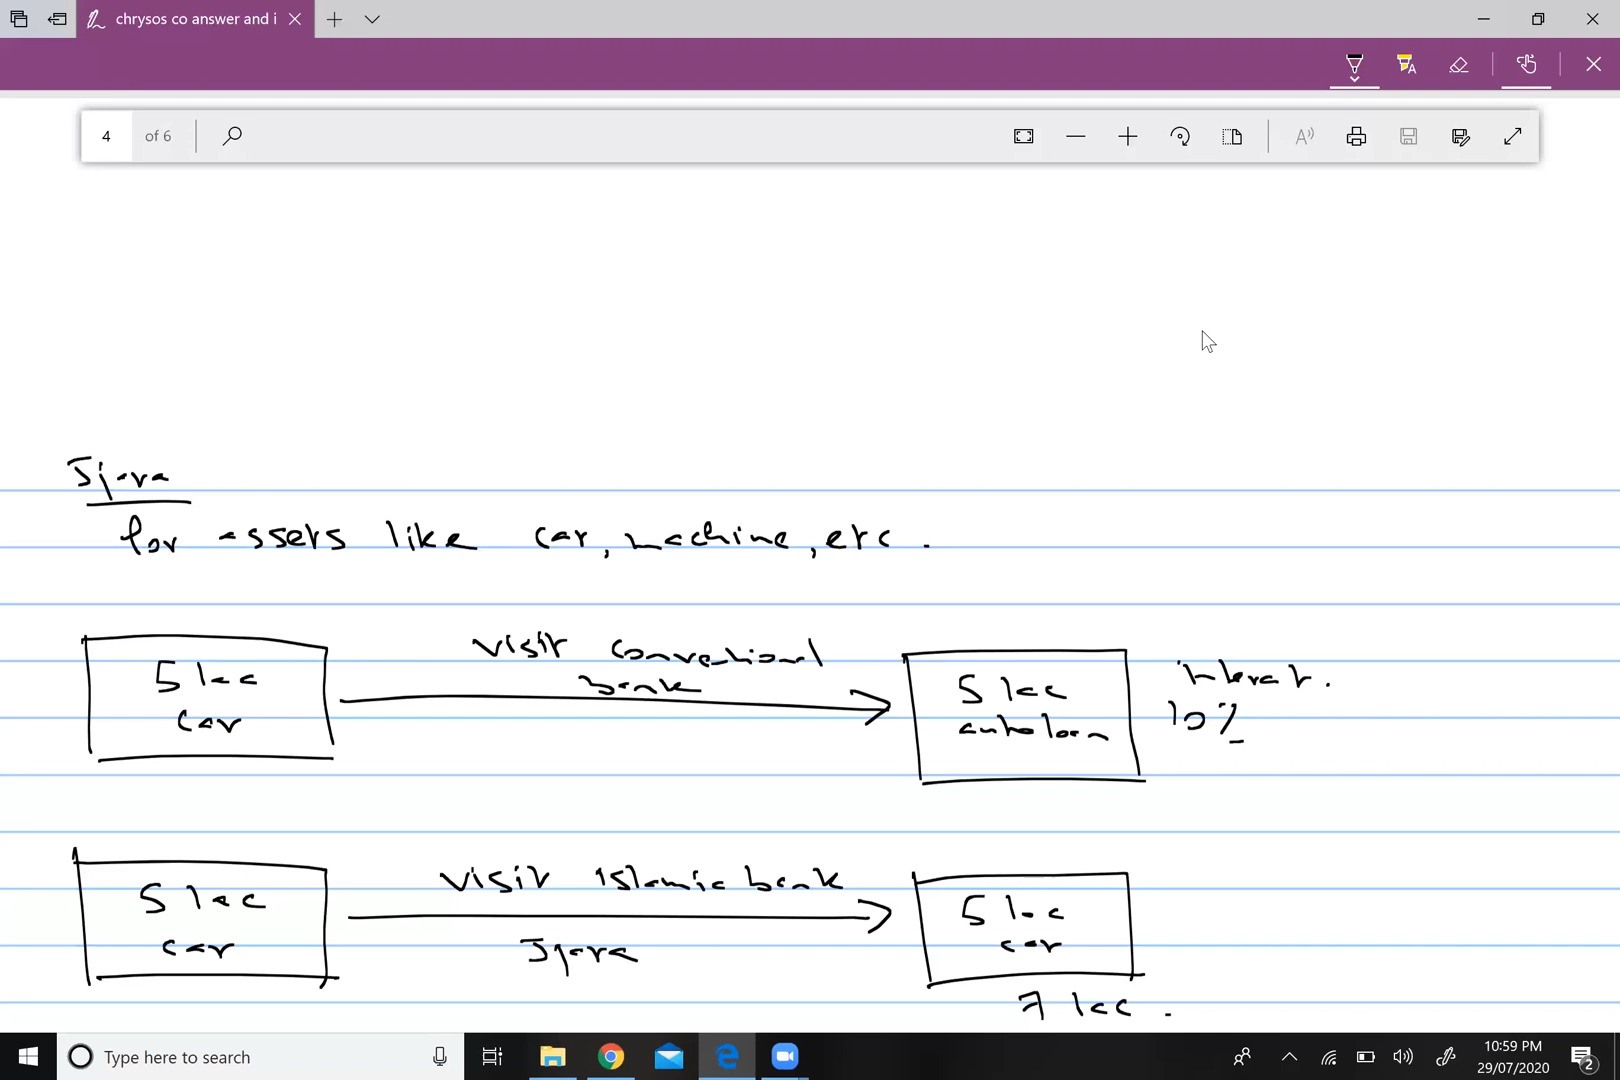 chrysos co answer and i
4 of 6
Ijara
for assets like car, machine, etc.
visit conventional
bank
5 lac
car
5 lac
autoloan
interest.
10%
visit islamic bank
Ijara
5 lac
car
5 lac
car
7 lac.
Type here to search
10:59 PM
29/07/2020
2